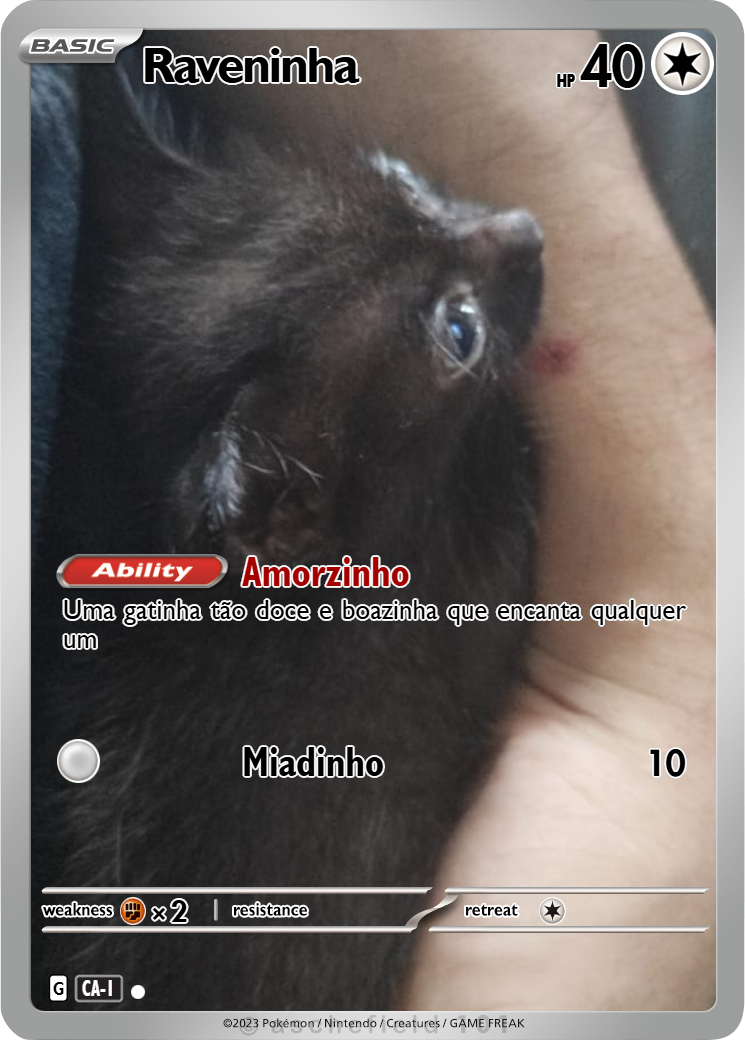 BASIC
Raveninha
HP 40
Ability Amorzinho
Uma gatinha tão doce e boazinha que encanta qualquer
um
Miadinho 10
weakness ×2 | resistance retreat
G CA-I
©2023 Pokémon / Nintendo / Creatures / GAME FREAK